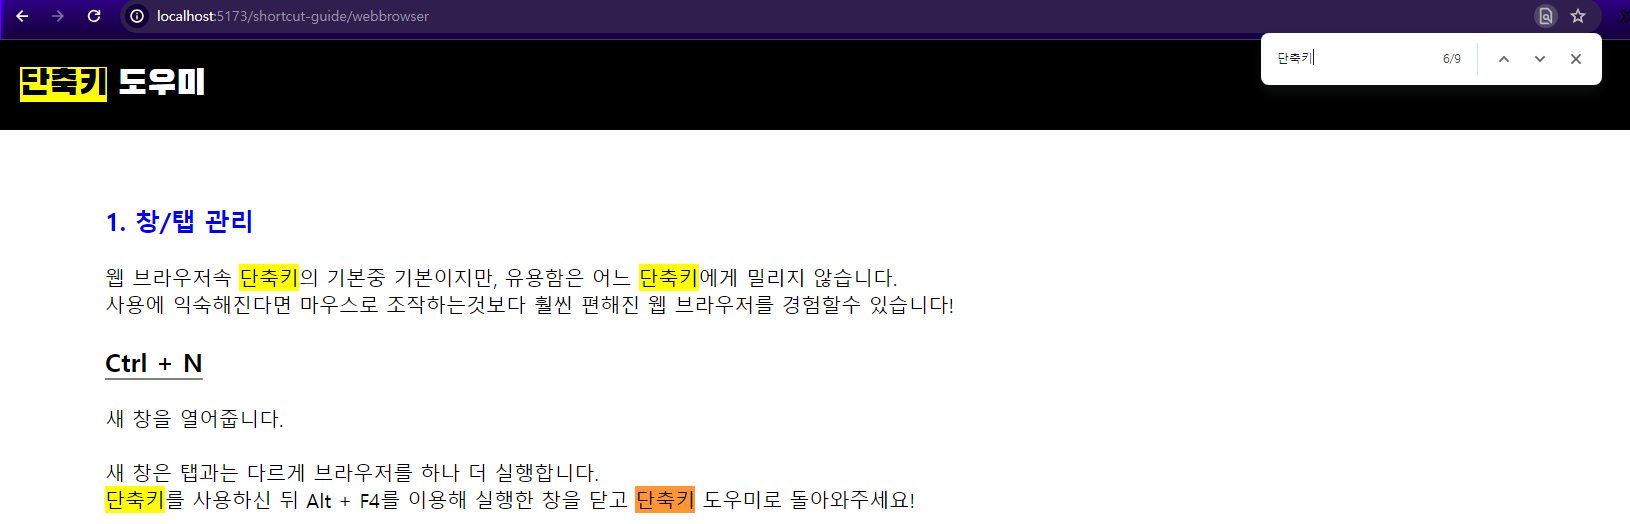 localhost:5173/shortcut-guide/webbrowser
단축키 6/9
단축키 도우미
1. 창/탭 관리
웹 브라우저속 단축키의 기본중 기본이지만, 유용함은 어느 단축키에게 밀리지 않습니다.
사용에 익숙해진다면 마우스로 조작하는것보다 훨씬 편해진 웹 브라우저를 경험할수 있습니다!
Ctrl + N
새 창을 열어줍니다.
새 창은 탭과는 다르게 브라우저를 하나 더 실행합니다.
단축키를 사용하신 뒤 Alt + F4를 이용해 실행한 창을 닫고 단축키 도우미로 돌아와주세요!